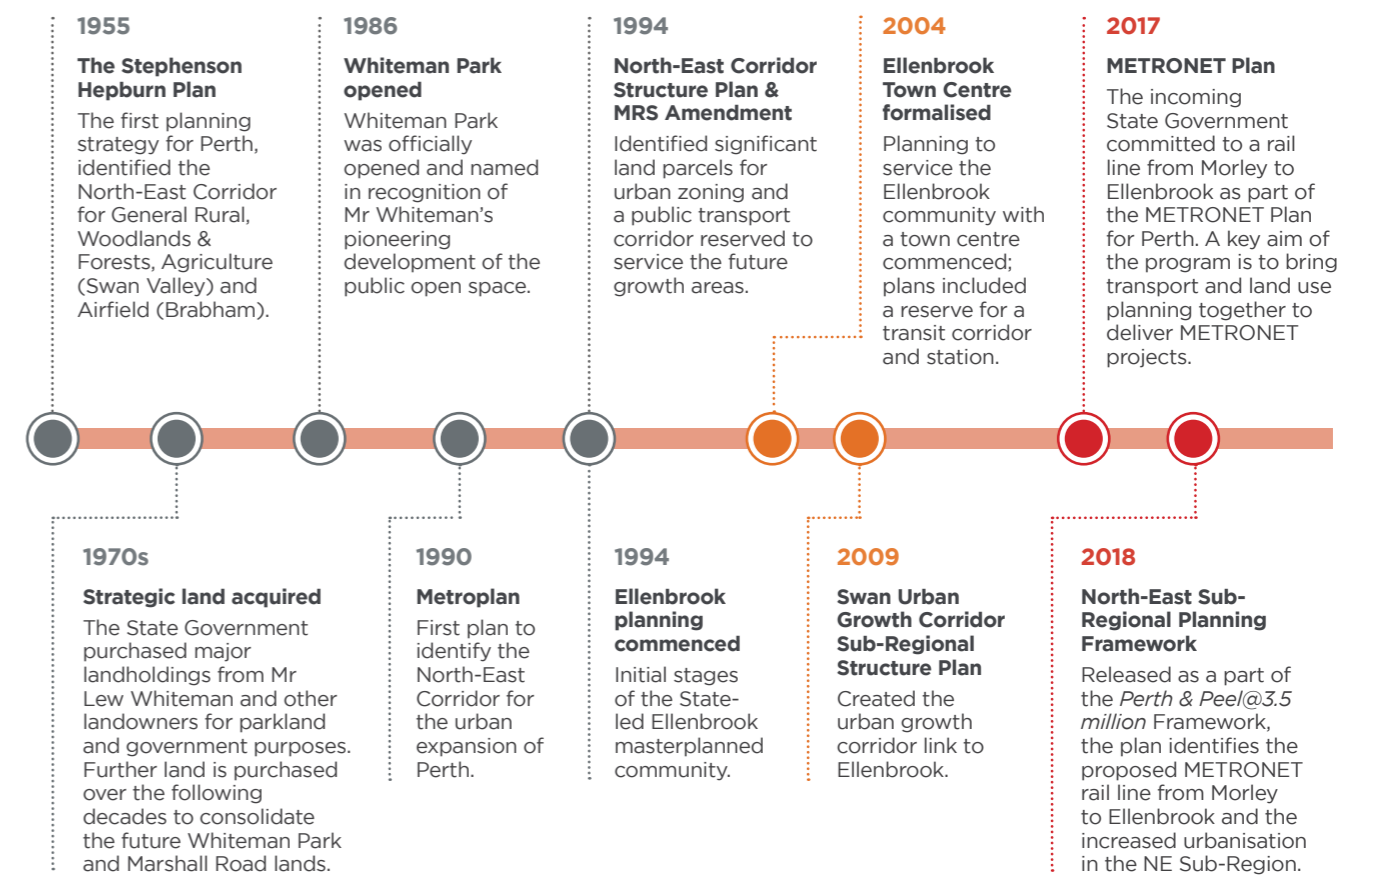 1955
The Stephenson
Hepburn Plan
The first planning
strategy for Perth,
identified the
North-East Corridor
for General Rural,
Woodlands &
Forests, Agriculture
(Swan Valley) and
Airfield (Brabham).
1986
Whiteman Park
opened
Whiteman Park
was officially
opened and named
in recognition of
Mr Whiteman’s
pioneering
development of the
public open space.
1994
North-East Corridor
Structure Plan &
MRS Amendment
Identified significant
land parcels for
urban zoning and
a public transport
corridor reserved to
service the future
growth areas.
2004
Ellenbrook
Town Centre
formalised
Planning to
service the
Ellenbrook
community with
a town centre
commenced;
plans included
a reserve for a
transit corridor
and station.
2017
METRONET Plan
The incoming
State Government
committed to a rail
line from Morley to
Ellenbrook as part of
the METRONET Plan
for Perth. A key aim of
the program is to bring
transport and land use
planning together to
deliver METRONET
projects.
1970s
Strategic land acquired
The State Government
purchased major
landholdings from Mr
Lew Whiteman and other
landowners for parkland
and government purposes.
Further land is purchased
over the following
decades to consolidate
the future Whiteman Park
and Marshall Road lands.
1990
Metroplan
First plan to
identify the
North-East
Corridor for
the urban
expansion of
Perth.
1994
Ellenbrook
planning
commenced
Initial stages
of the State-
led Ellenbrook
masterplanned
community.
2009
Swan Urban
Growth Corridor
Sub-Regional
Structure Plan
Created the
urban growth
corridor link to
Ellenbrook.
2018
North-East Sub-
Regional Planning
Framework
Released as a part of
the Perth & Peel@3.5
million Framework,
the plan identifies the
proposed METRONET
rail line from Morley
to Ellenbrook and the
increased urbanisation
in the NE Sub-Region.